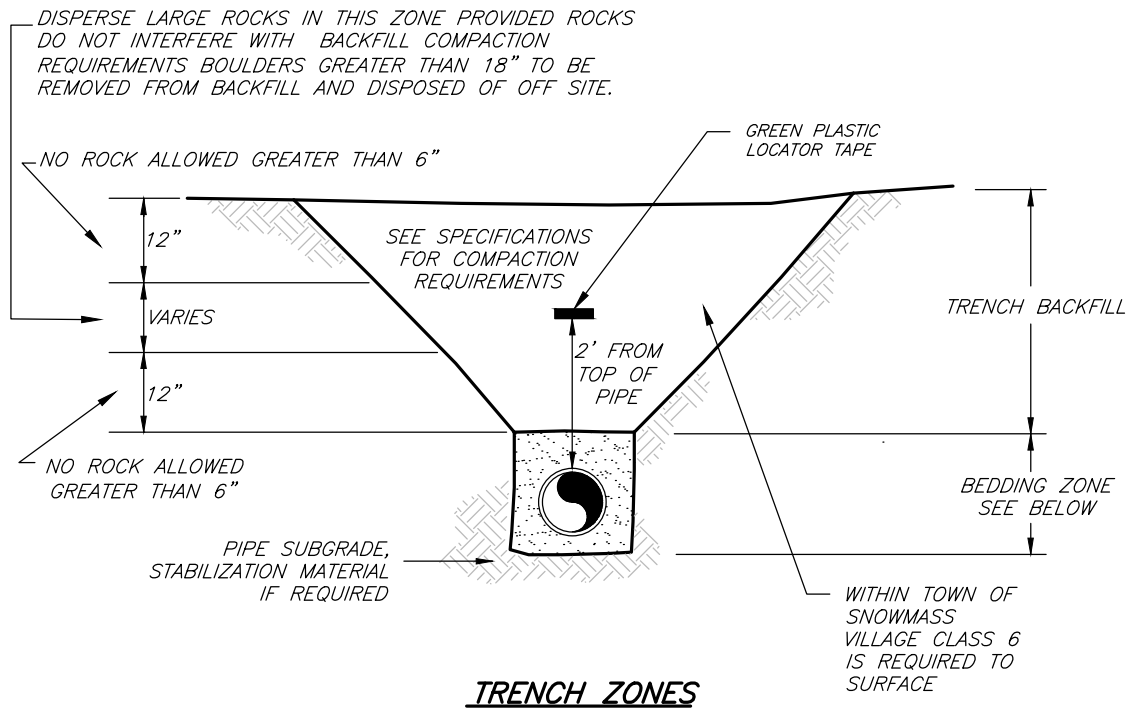 DISPERSE LARGE ROCKS IN THIS ZONE PROVIDED ROCKS
DO NOT INTERFERE WITH BACKFILL COMPACTION
REQUIREMENTS BOULDERS GREATER THAN 18" TO BE
REMOVED FROM BACKFILL AND DISPOSED OF OFF SITE.
GREEN PLASTIC
LOCATOR TAPE
NO ROCK ALLOWED GREATER THAN 6"
12"
SEE SPECIFICATIONS
FOR COMPACTION
REQUIREMENTS
VARIES
TRENCH BACKFILL
2' FROM
TOP OF
PIPE
12"
NO ROCK ALLOWED
GREATER THAN 6"
BEDDING ZONE
SEE BELOW
PIPE SUBGRADE,
STABILIZATION MATERIAL
IF REQUIRED
WITHIN TOWN OF
SNOWMASS
VILLAGE CLASS 6
IS REQUIRED TO
SURFACE
TRENCH ZONES